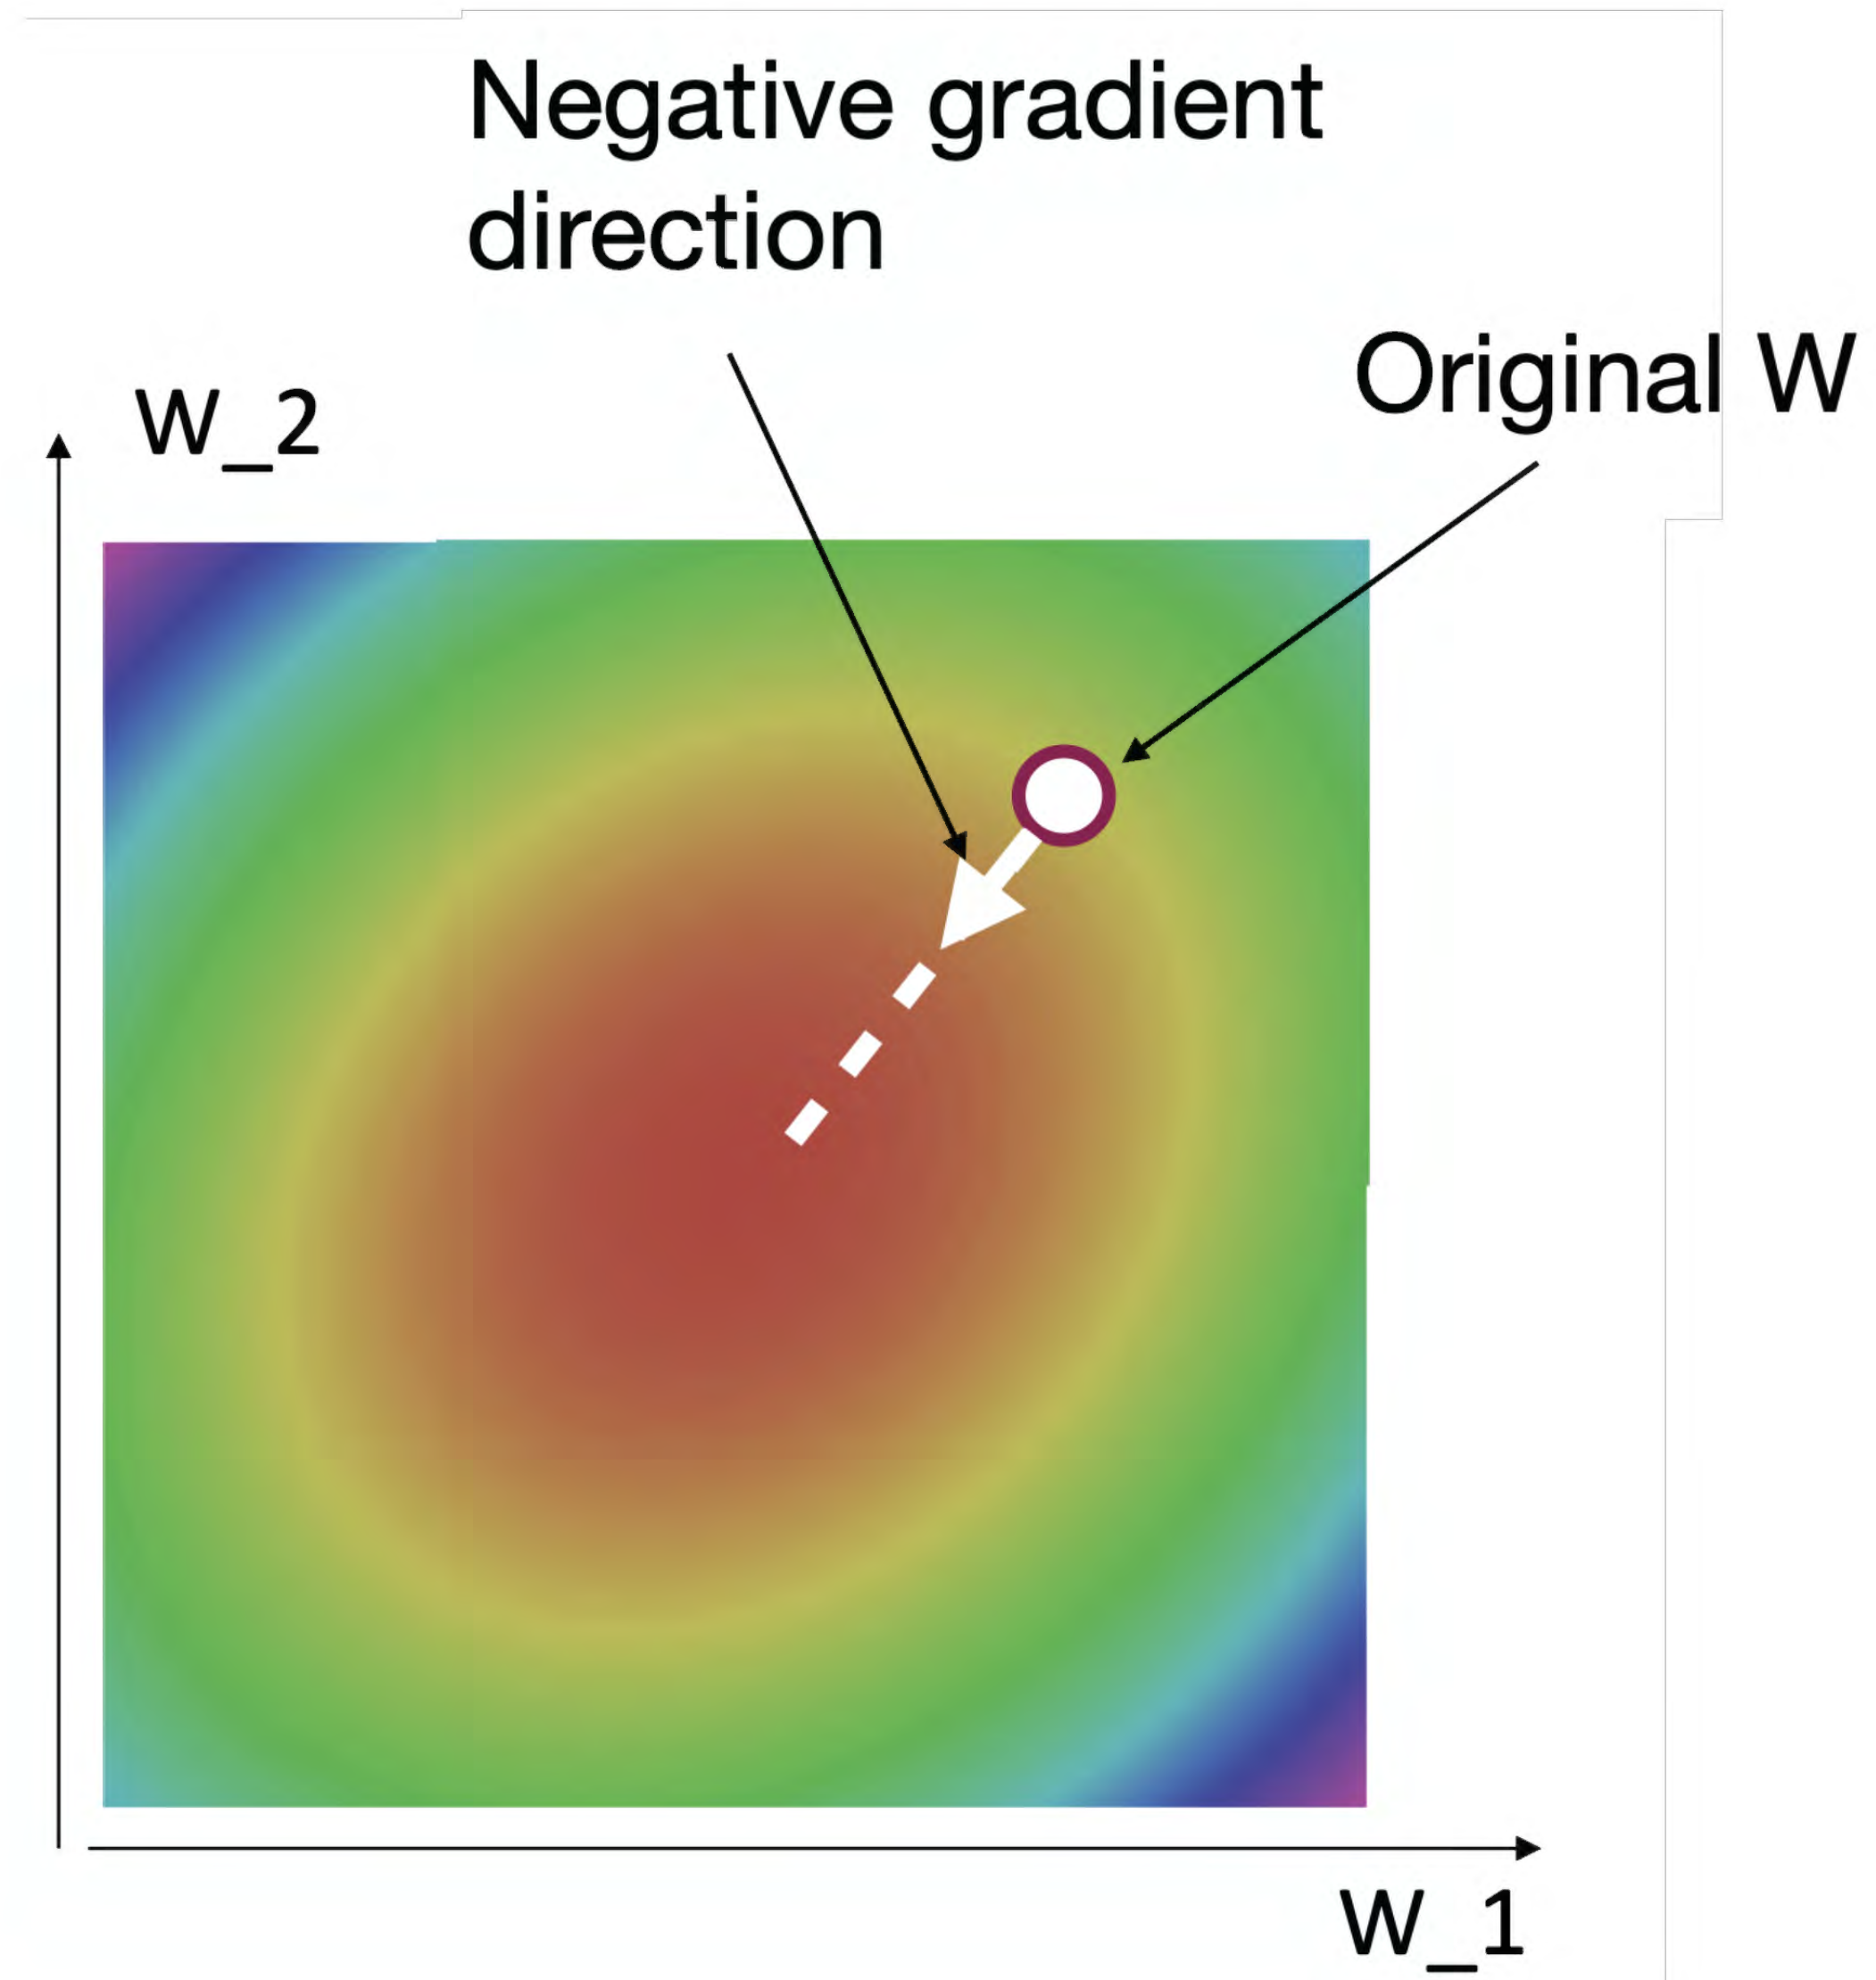 Negative gradient
direction
Original W
W_2
W_1